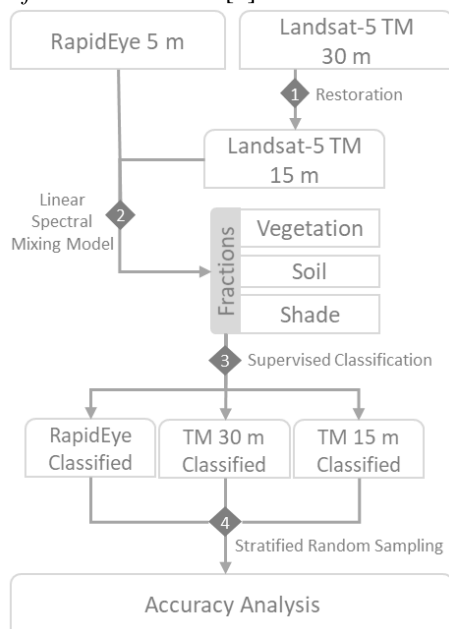 RapidEye 5 m
Landsat-5 TM
30 m
1
Restoration
Landsat-5 TM
15 m
Linear
Spectral
Mixing Model
2
Fractions
Vegetation
Soil
Shade
3
Supervised Classification
RapidEye
Classified
TM 30 m
Classified
TM 15 m
Classified
4
Stratified Random Sampling
Accuracy Analysis